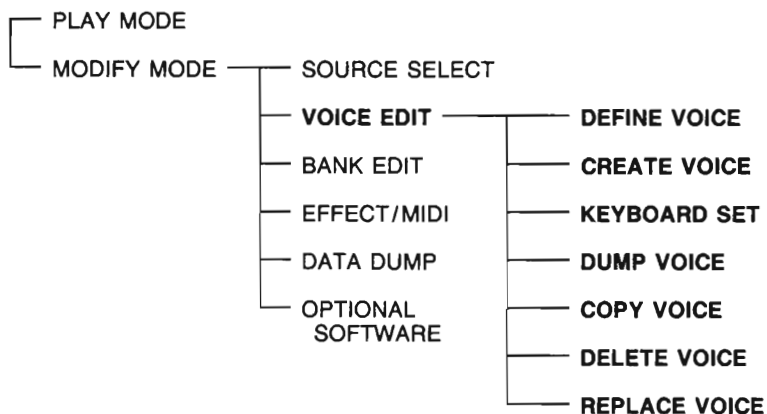 PLAY MODE
MODIFY MODE
SOURCE SELECT
VOICE EDIT
BANK EDIT
EFFECT/MIDI
DATA DUMP
OPTIONAL
SOFTWARE
DEFINE VOICE
CREATE VOICE
KEYBOARD SET
DUMP VOICE
COPY VOICE
DELETE VOICE
REPLACE VOICE